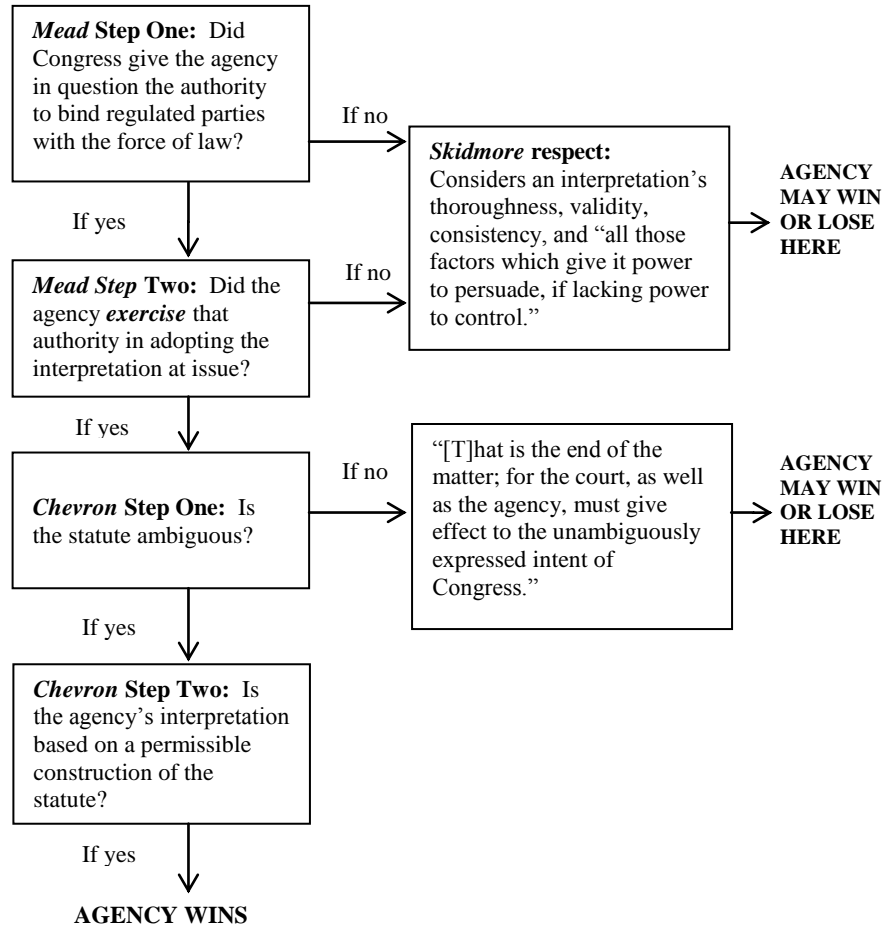 Mead Step One: Did
Congress give the agency
in question the authority
to bind regulated parties
with the force of law?
If no
Skidmore respect:
Considers an interpretation's
thoroughness, validity,
consistency, and “all those
factors which give it power
to persuade, if lacking power
to control.”
AGENCY
MAY WIN
OR LOSE
HERE
If yes
Mead Step Two: Did the
agency exercise that
authority in adopting the
interpretation at issue?
If no
If yes
Chevron Step One: Is
the statute ambiguous?
If no
“[T]hat is the end of the
matter; for the court, as well
as the agency, must give
effect to the unambiguously
expressed intent of
Congress.”
AGENCY
MAY WIN
OR LOSE
HERE
If yes
Chevron Step Two: Is
the agency's interpretation
based on a permissible
construction of the
statute?
If yes
AGENCY WINS